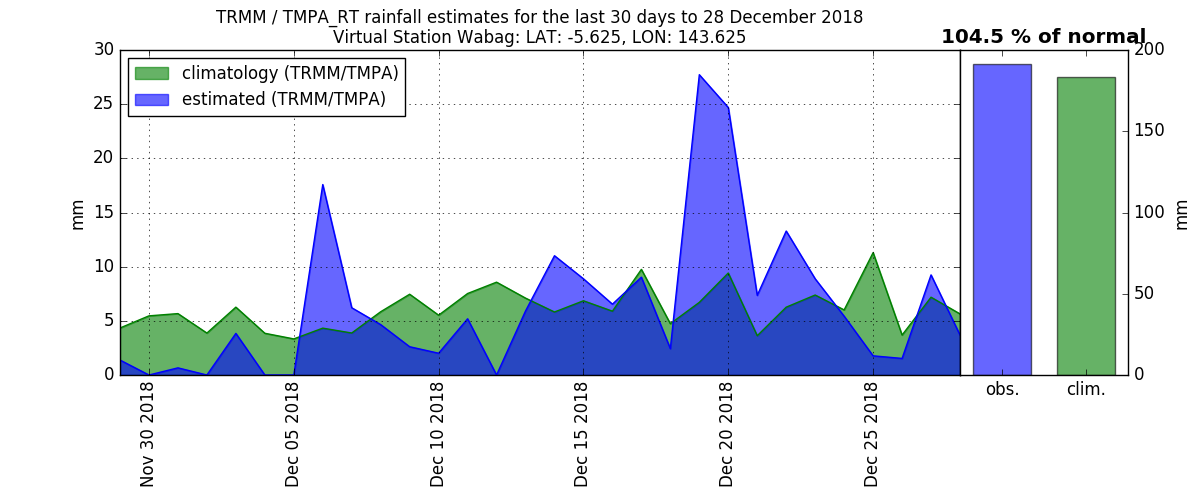 TRMM / TMPA_RT rainfall estimates for the last 30 days to 28 December 2018
Virtual Station Wabag: LAT: -5.625, LON: 143.625
104.5 % of normal
climatology (TRMM/TMPA)
estimated (TRMM/TMPA)
30
25
20
15
10
5
0
mm
Nov 30 2018
Dec 05 2018
Dec 10 2018
Dec 15 2018
Dec 20 2018
Dec 25 2018
obs.
clim.
200
150
100
50
0
mm